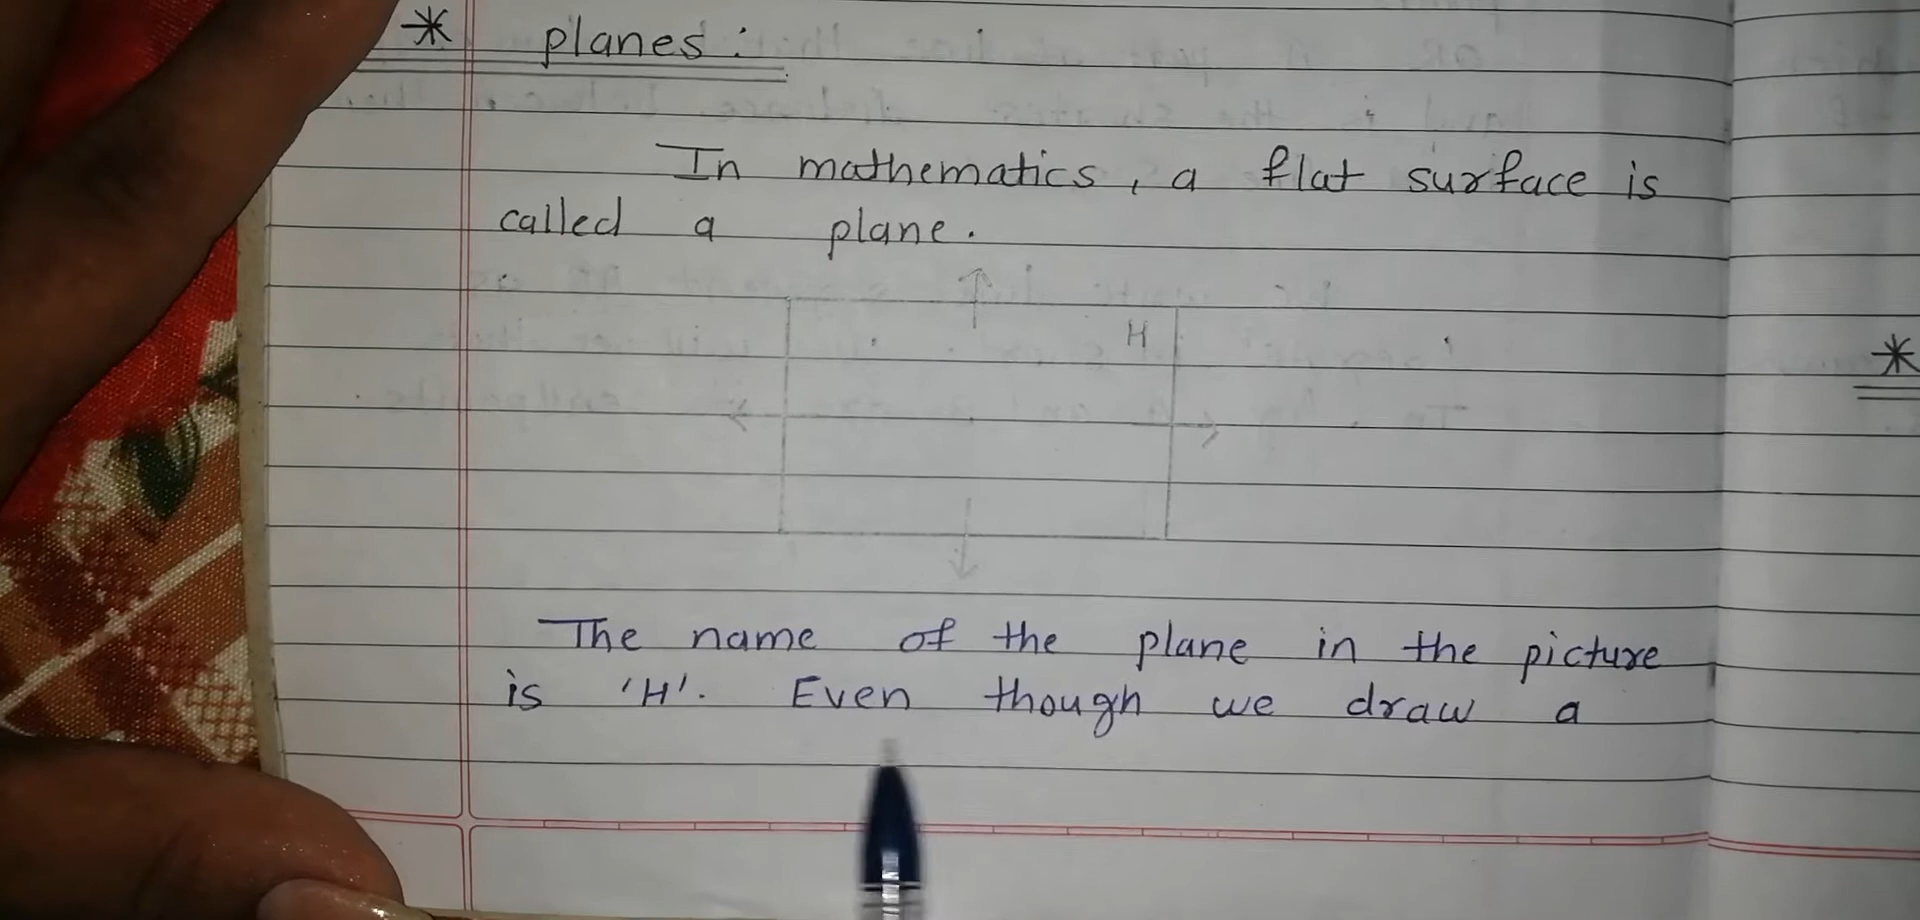 * planes :
In mathematics, a flat surface is
called a plane.
H
*
The name of the plane in the picture
is 'H'. Even though we draw a